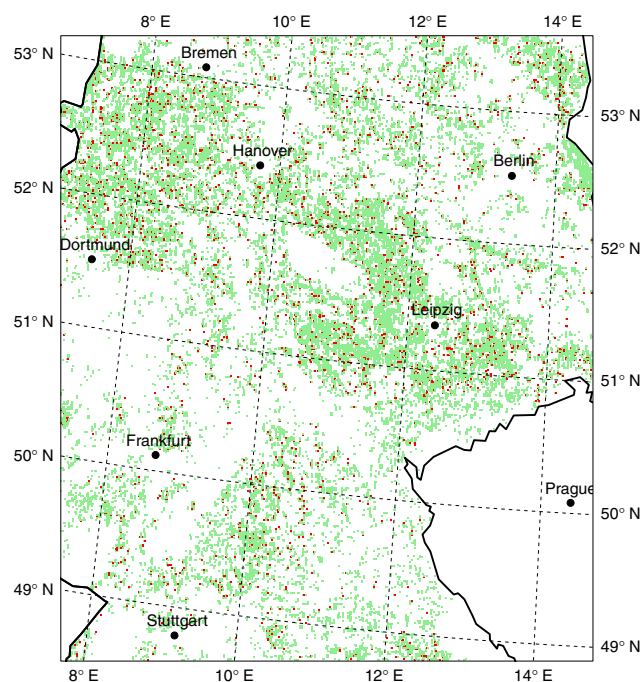 8° E 10° E 12° E 14° E
53° N
Bremen
53° N
Hanover
Berlin
52° N
Dortmund
52° N
51° N
Leipzig
51° N
Frankfurt
50° N
Prague
50° N
49° N
Stuttgart
49° N
8° E 10° E 12° E 14° E